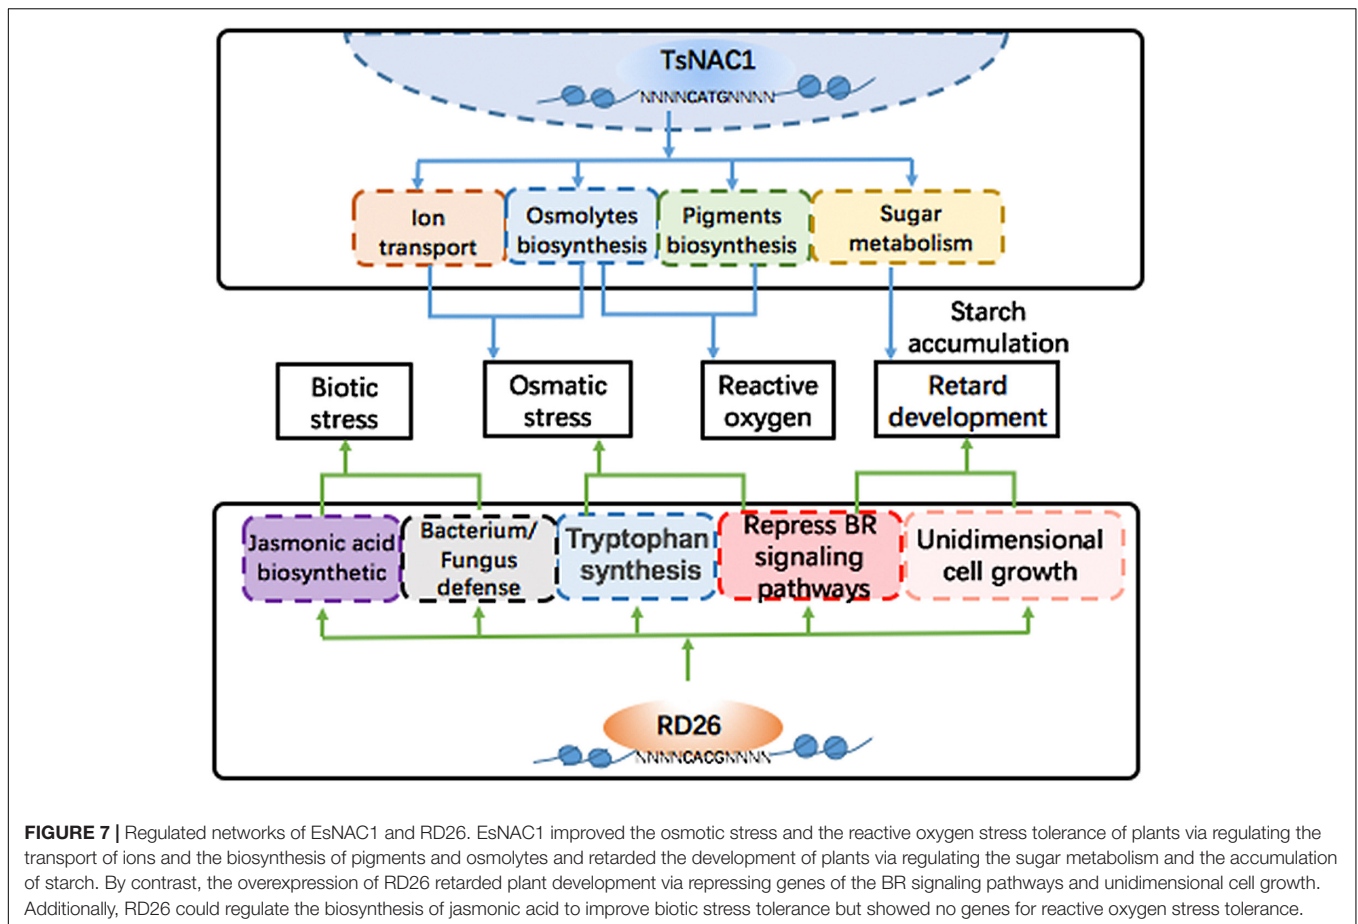 TsNAC1
NNNNCATGNNNN
Ion
transport
Osmolytes
biosynthesis
Pigments
biosynthesis
Sugar
metabolism
Starch
accumulation
Biotic
stress
Osmatic
stress
Reactive
oxygen
Retard
development
Jasmonic acid
biosynthetic
Bacterium/
Fungus
defense
Tryptophan
synthesis
Repress BR
signaling
pathways
Unidimensional
cell growth
RD26
NNNNCACGNNNN
FIGURE 7 | Regulated networks of EsNAC1 and RD26. EsNAC1 improved the osmotic stress and the reactive oxygen stress tolerance of plants via regulating the
transport of ions and the biosynthesis of pigments and osmolytes and retarded the development of plants via regulating the sugar metabolism and the accumulation
of starch. By contrast, the overexpression of RD26 retarded plant development via repressing genes of the BR signaling pathways and unidimensional cell growth.
Additionally, RD26 could regulate the biosynthesis of jasmonic acid to improve biotic stress tolerance but showed no genes for reactive oxygen stress tolerance.